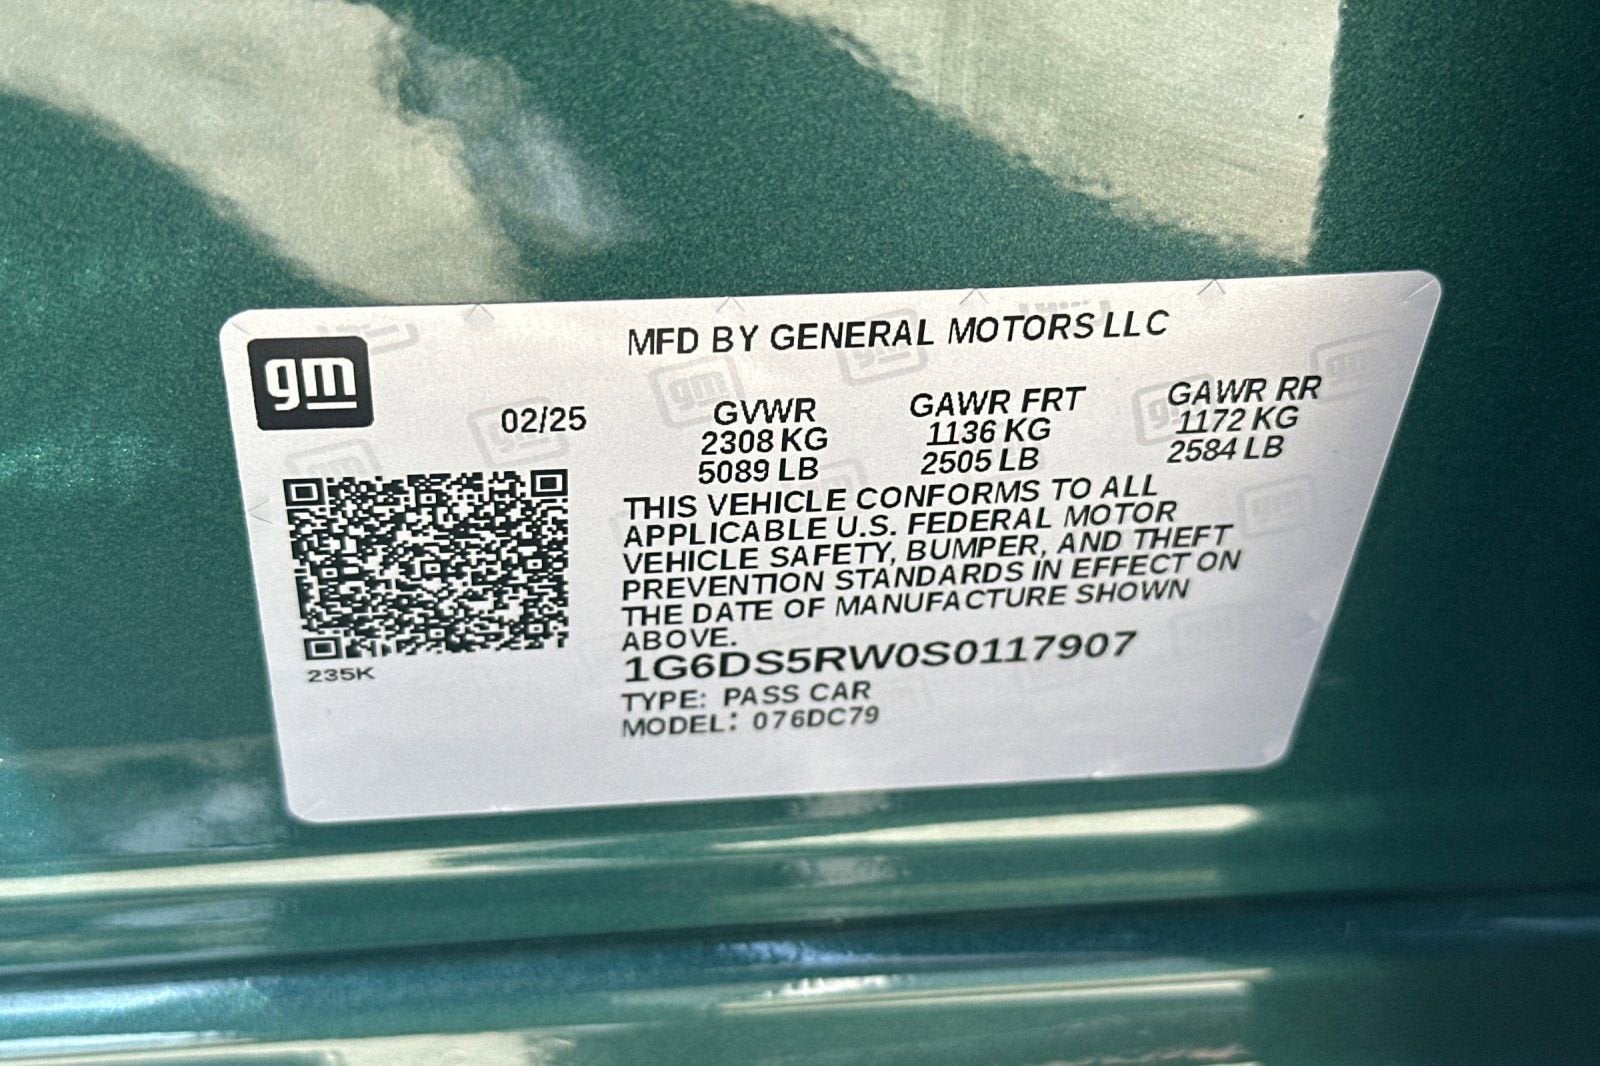 MFD BY GENERAL MOTORS LLC
gm
02/25
GVWR
2308 KG
5089 LB
GAWR FRT
1136 KG
2505 LB
GAWR RR
1172 KG
2584 LB
THIS VEHICLE CONFORMS TO ALL
APPLICABLE U.S. FEDERAL MOTOR
VEHICLE SAFETY, BUMPER, AND THEFT
PREVENTION STANDARDS IN EFFECT ON
THE DATE OF MANUFACTURE SHOWN
ABOVE.
1G6DS5RW0S0117907
TYPE: PASS CAR
MODEL: 076DC79
235K